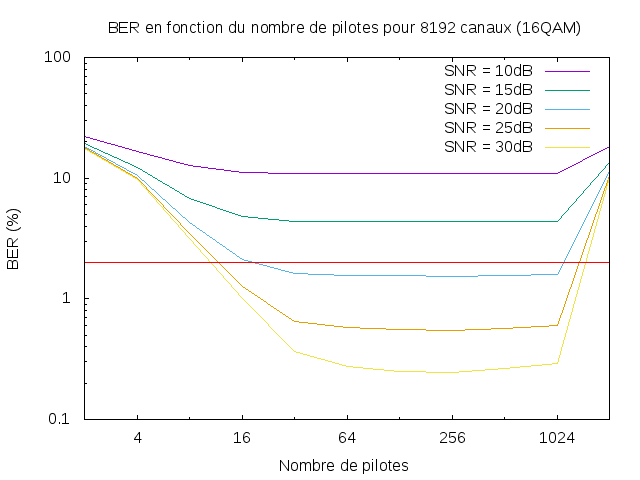 BER en fonction du nombre de pilotes pour 8192 canaux (16QAM)
SNR = 10dB
SNR = 15dB
SNR = 20dB
SNR = 25dB
SNR = 30dB
BER (%)
100
10
1
0.1
4 16 64 256 1024
Nombre de pilotes